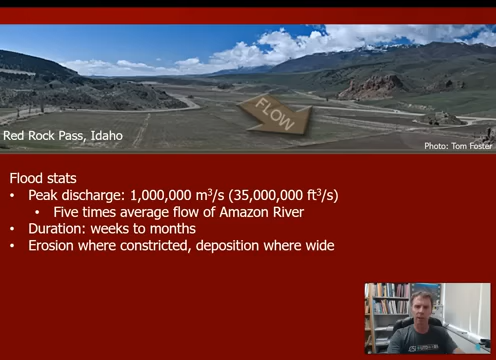 FLOW
Red Rock Pass, Idaho
Photo: Tom Foster
Flood stats
• Peak discharge: 1,000,000 m³/s (35,000,000 ft³/s)
• Five times average flow of Amazon River
• Duration: weeks to months
• Erosion where constricted, deposition where wide